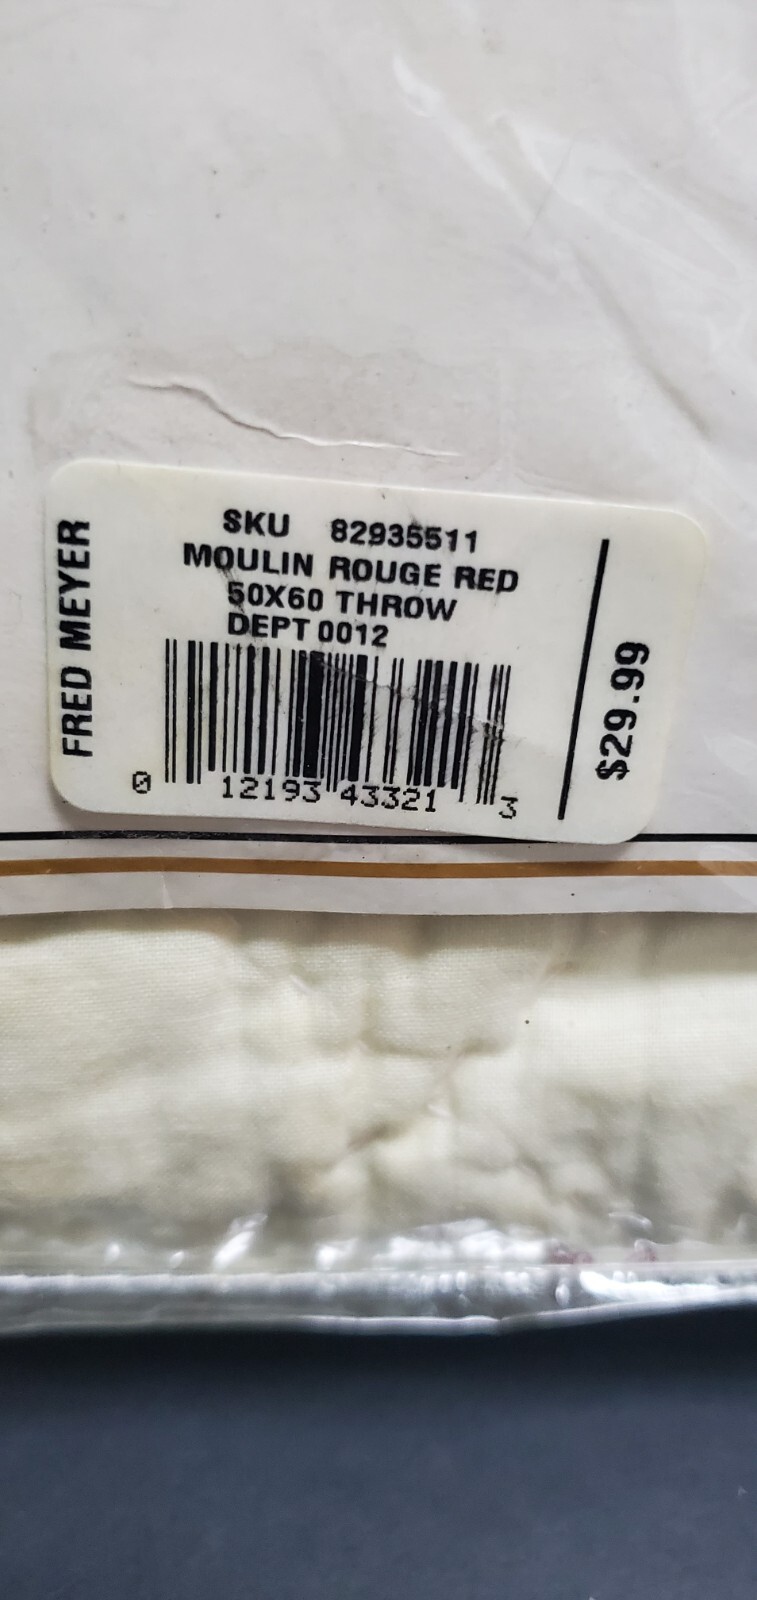 FRED MEYER
SKU 82935511
MOULIN ROUGE RED
50X60 THROW
DEPT 0012
0 12193 43321 3
$29.99